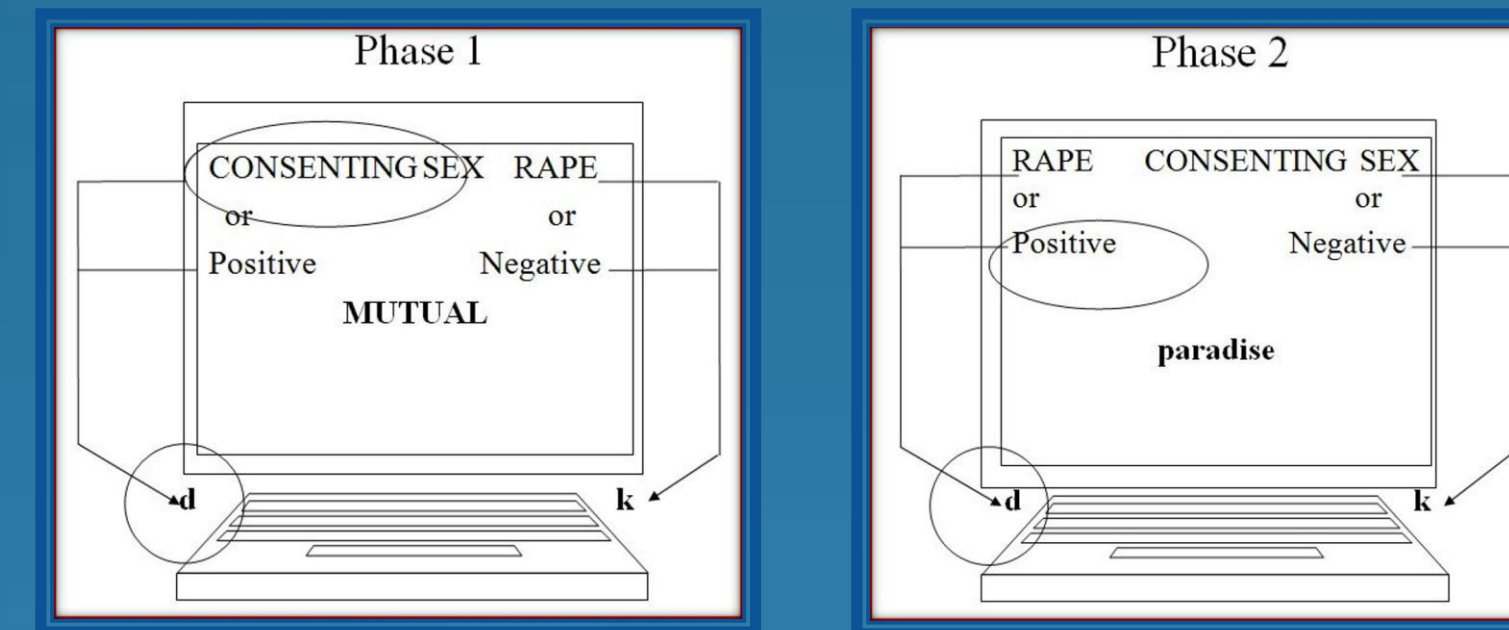 Phase 1
CONSENTING SEX RAPE
or or
Positive Negative
MUTUAL
d k
Phase 2
RAPE CONSENTING SEX
or or
Positive Negative
paradise
d k